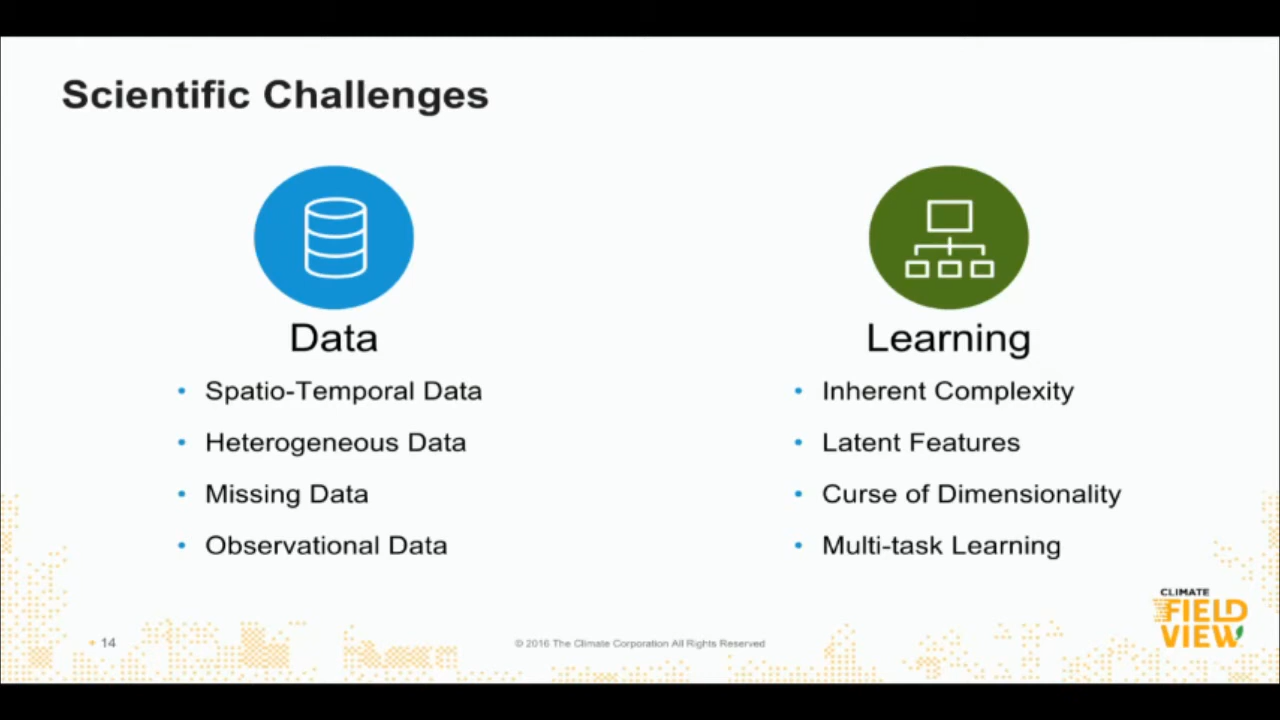 Scientific Challenges
Data
• Spatio-Temporal Data
• Heterogeneous Data
• Missing Data
• Observational Data
Learning
• Inherent Complexity
• Latent Features
• Curse of Dimensionality
• Multi-task Learning
14
© 2016 The Climate Corporation All Rights Reserved
CLIMATE
FIELD
VIEW